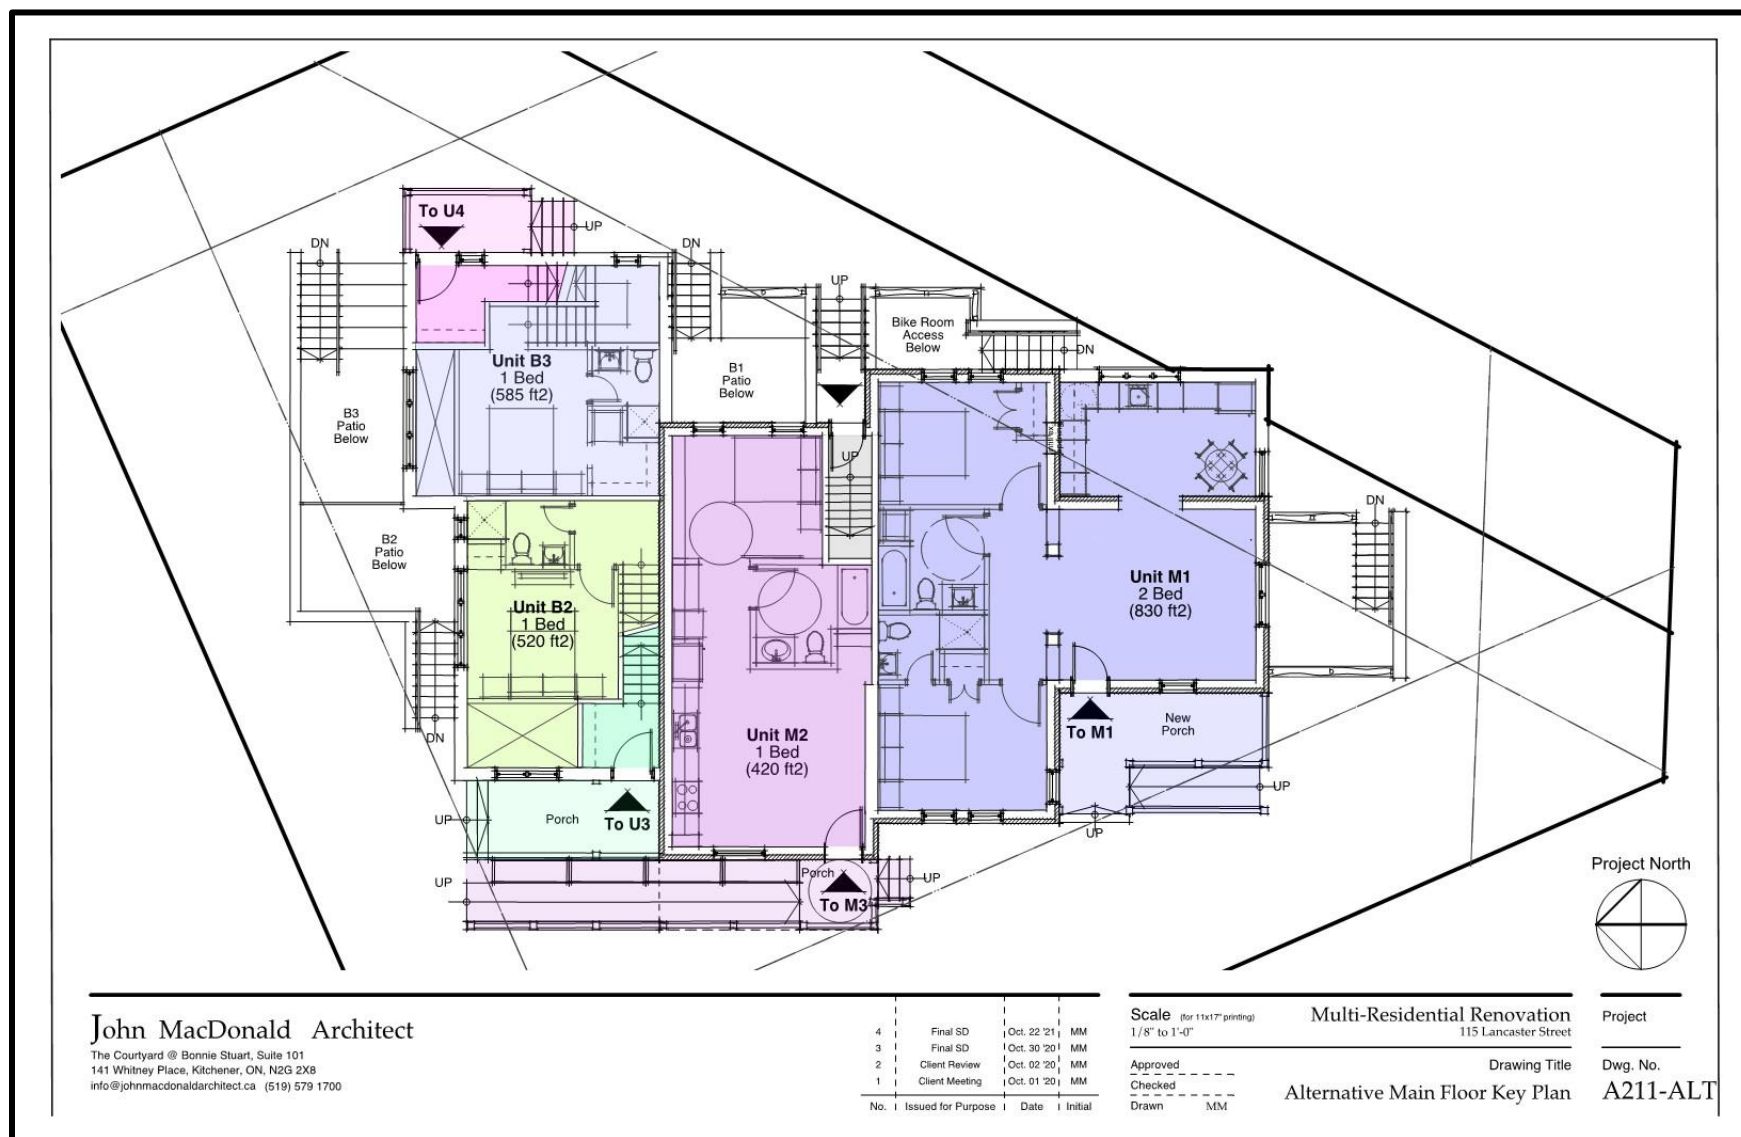 To U4
UP
DN
DN
UP
Bike Room
Access
Below
DN
Unit B3
1 Bed
(585 ft2)
B1
Patio
Below
B3
Patio
Below
UP
DN
B2
Patio
Below
Unit B2
1 Bed
(520 ft2)
Unit M1
2 Bed
(830 ft2)
DN
Unit M2
1 Bed
(420 ft2)
To M1
New
Porch
UP
UP
UP
Porch
To U3
UP
Porch
UP
To M3
Project North
John MacDonald Architect
The Courtyard @ Bonnie Stuart, Suite 101
141 Whitney Place, Kitchener, ON, N2G 2X8
info@johnmacdonaldarchitect.ca (519) 579 1700
4 Final SD Oct. 22 '21 MM
3 Final SD Oct. 30 '20 MM
2 Client Review Oct. 02 '20 MM
1 Client Meeting Oct. 01 '20 MM
No. Issued for Purpose Date Initial
Scale (for 11x17" printing)
1/8" to 1'-0"
Approved
Checked
Drawn MM
Multi-Residential Renovation
115 Lancaster Street
Drawing Title
Alternative Main Floor Key Plan
Project
Dwg. No.
A211-ALT